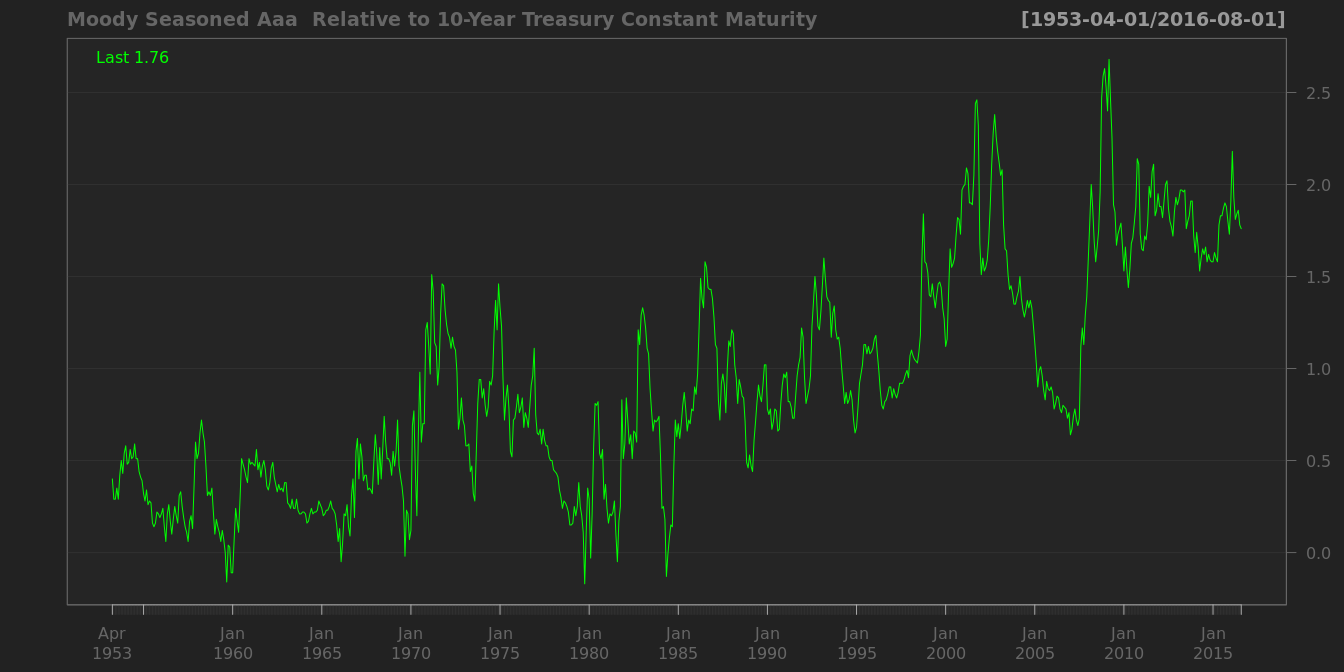 Moody Seasoned Aaa  Relative to 10-Year Treasury Constant Maturity [1953-04-01/2016-08-01]
Last 1.76
2.5
2.0
1.5
1.0
0.5
0.0
Apr Jan Jan Jan Jan Jan Jan Jan Jan Jan Jan Jan Jan
1953 1960 1965 1970 1975 1980 1985 1990 1995 2000 2005 2010 2015